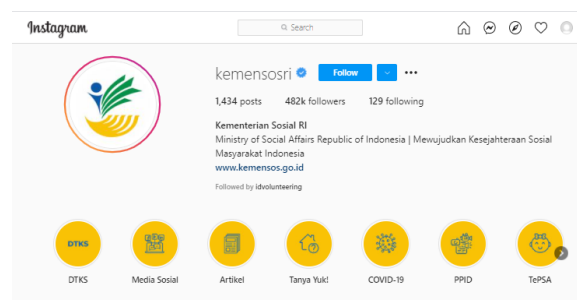 Instagram
Search
kemensosri Follow
1,434 posts 482k followers 129 following
Kementerian Sosial RI
Ministry of Social Affairs Republic of Indonesia | Mewujudkan Kesejahteraan Sosial
Masyarakat Indonesia
www.kemensos.go.id
Followed by idvolunteering
DTKS
DTKS Media Sosial Artikel Tanya Yuk! COVID-19 PPID TePSA